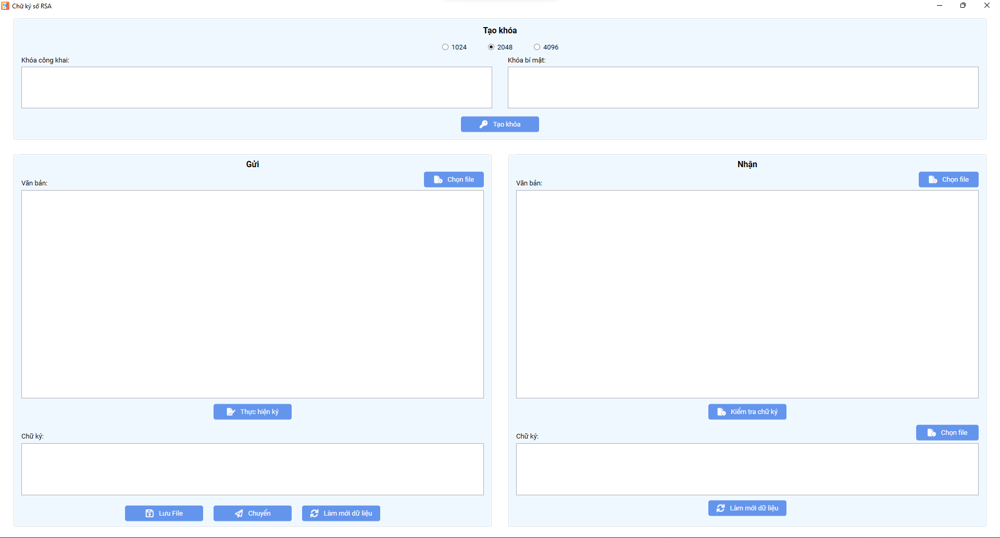 Chữ ký số RSA
Tạo khóa
1024 2048 4096
Khóa công khai: Khóa bí mật:
Tạo khóa
Gửi
Văn bản: Chọn file
Thực hiện ký
Chữ ký:
Lưu File Chuyển Làm mới dữ liệu
Nhận
Văn bản: Chọn file
Kiểm tra chữ ký
Chữ ký: Chọn file
Làm mới dữ liệu